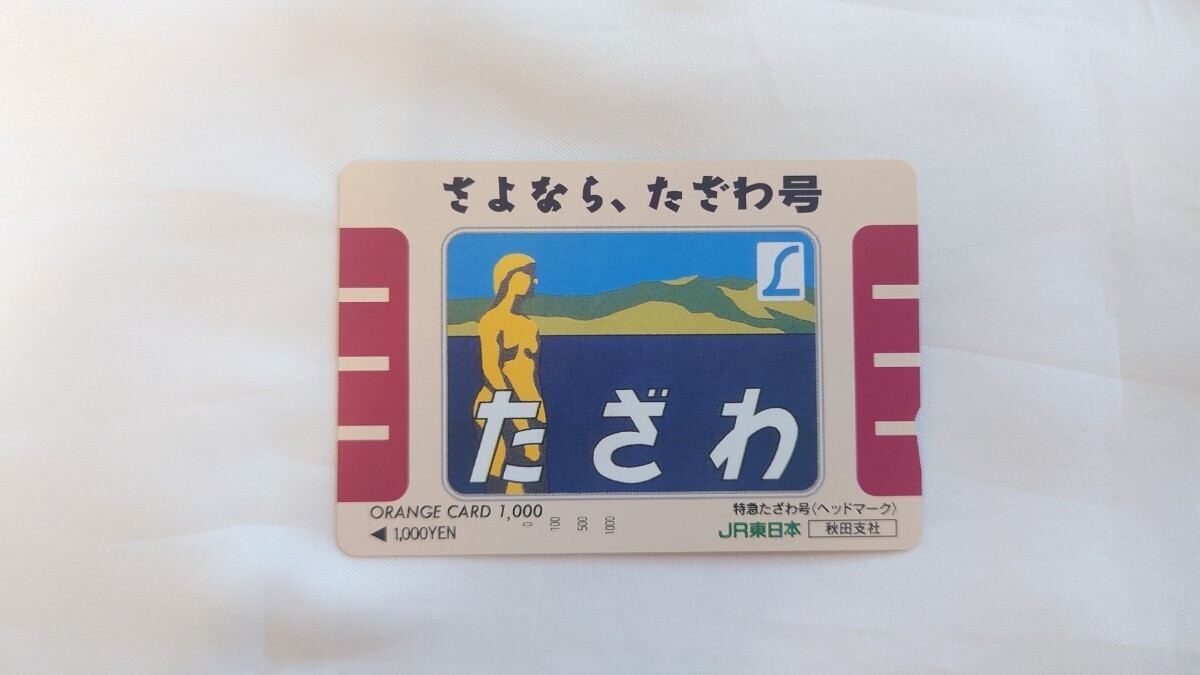 さよなら、たざわ号
L
たざわ
ORANGE CARD 1,000
◀ 1,000YEN
0 100 500 1000
特急たざわ号〈ヘッドマーク〉
JR東日本 秋田支社